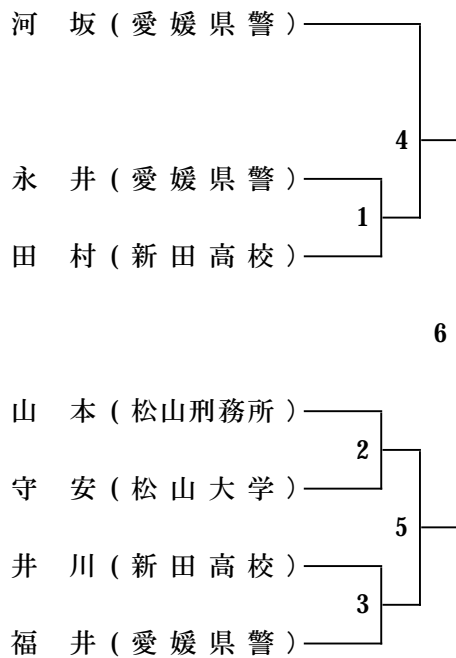 河 坂 ( 愛 媛 県 警 )
4
永 井 ( 愛 媛 県 警 )
1
田 村 ( 新 田 高 校 )
6
山 本 ( 松山刑務所 )
2
守 安 ( 松 山 大 学 )
5
井 川 ( 新 田 高 校 )
3
福 井 ( 愛 媛 県 警 )